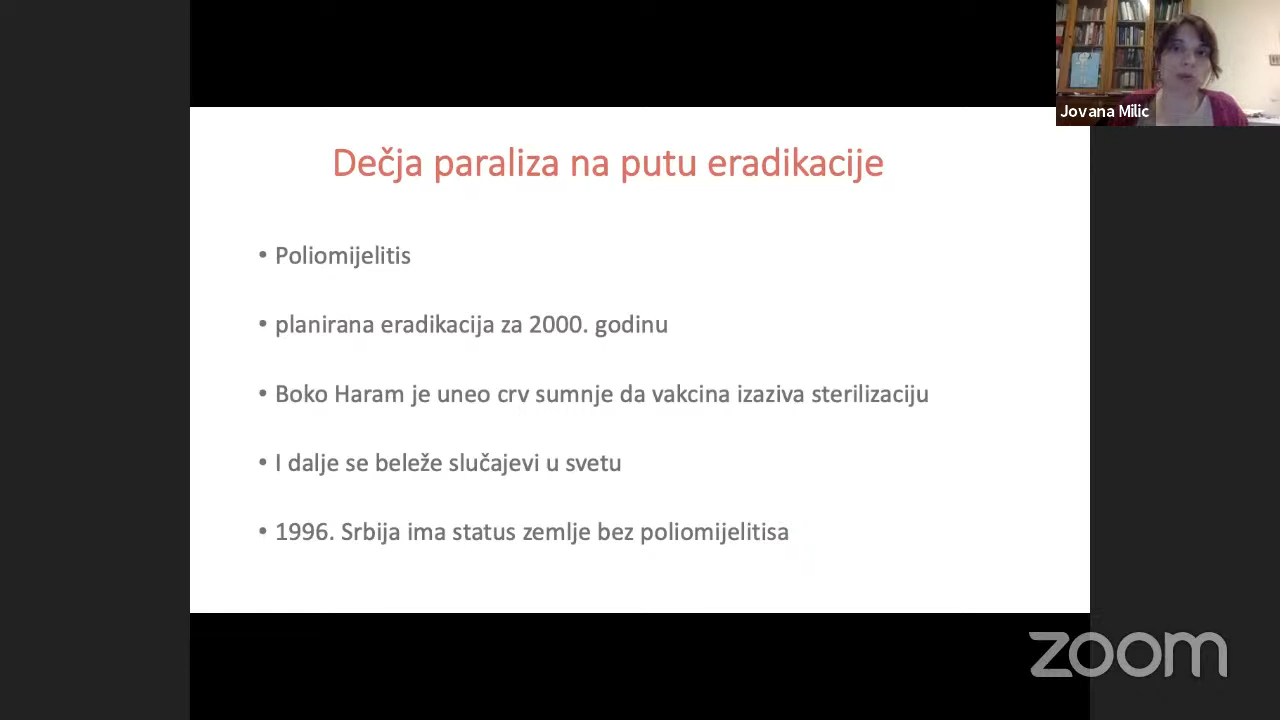 Jovana Milic
Dečja paraliza na putu eradikacije
• Poliomijelitis
• planirana eradikacija za 2000. godinu
• Boko Haram je uneo crv sumnje da vakcina izaziva sterilizaciju
• I dalje se beleže slučajevi u svetu
• 1996. Srbija ima status zemlje bez poliomijelitisa
zoom